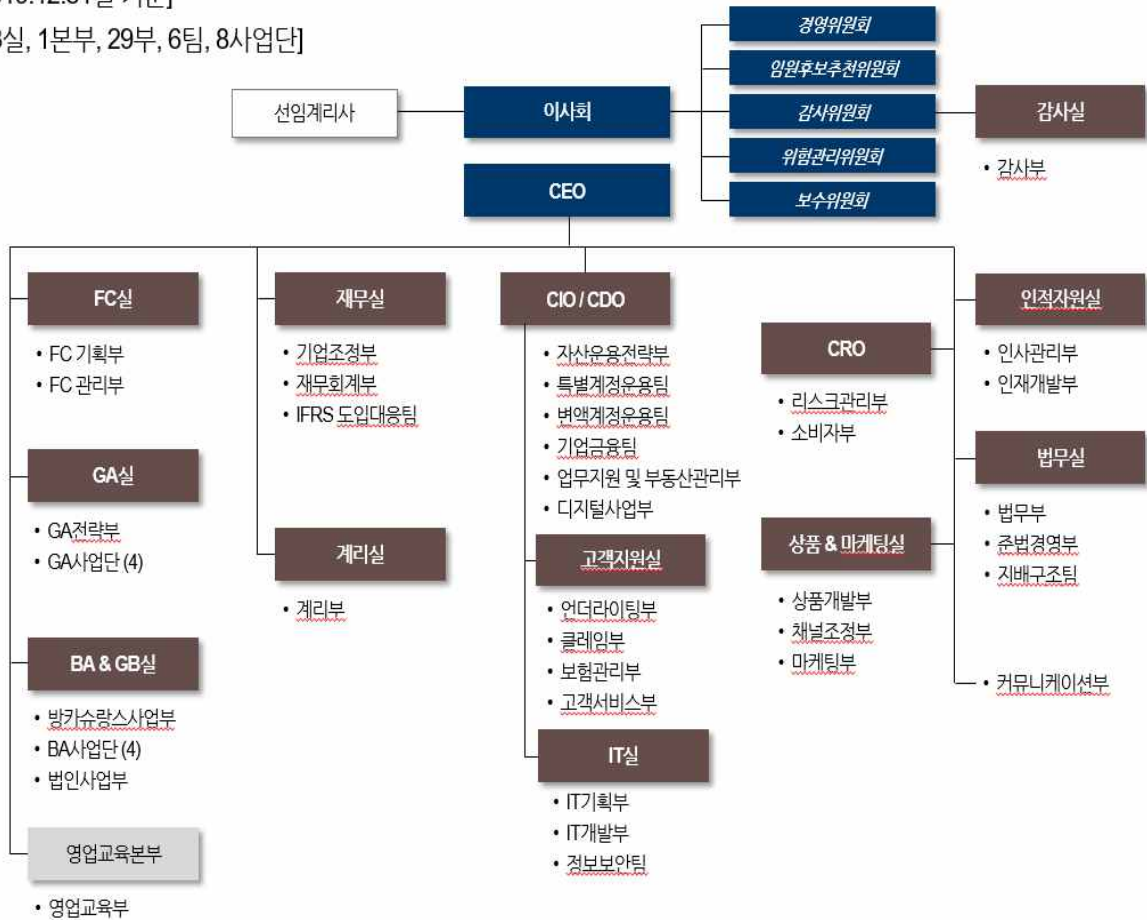 기준]
실, 1본부, 29부, 6팀, 8사업단]
경영위원회
임원후보추천위원회
선임계리사
이사회
감사위원회
감사실
위험관리위원회
• 감사부
CEO
보수위원회
FC실
• FC 기획부
• FC 관리부
GA실
• GA전략부
• GA사업단 (4)
BA & GB실
• 방카슈랑스사업부
• BA사업단 (4)
• 법인사업부
영업교육본부
• 영업교육부
재무실
• 기업조정부
• 재무회계부
• IFRS 도입대응팀
계리실
• 계리부
CIO / CDO
• 자산운용전략부
• 특별계정운용팀
• 변액계정운용팀
• 기업금융팀
• 업무지원 및 부동산관리부
• 디지털사업부
고객지원실
• 언더라이팅부
• 클레임부
• 보험관리부
• 고객서비스부
IT실
• IT기획부
• IT개발부
• 정보보안팀
CRO
• 리스크관리부
• 소비자부
상품 & 마케팅실
• 상품개발부
• 채널조정부
• 마케팅부
인적자원실
• 인사관리부
• 인재개발부
법무실
• 법무부
• 준법경영부
• 지배구조팀
• 커뮤니케이션부